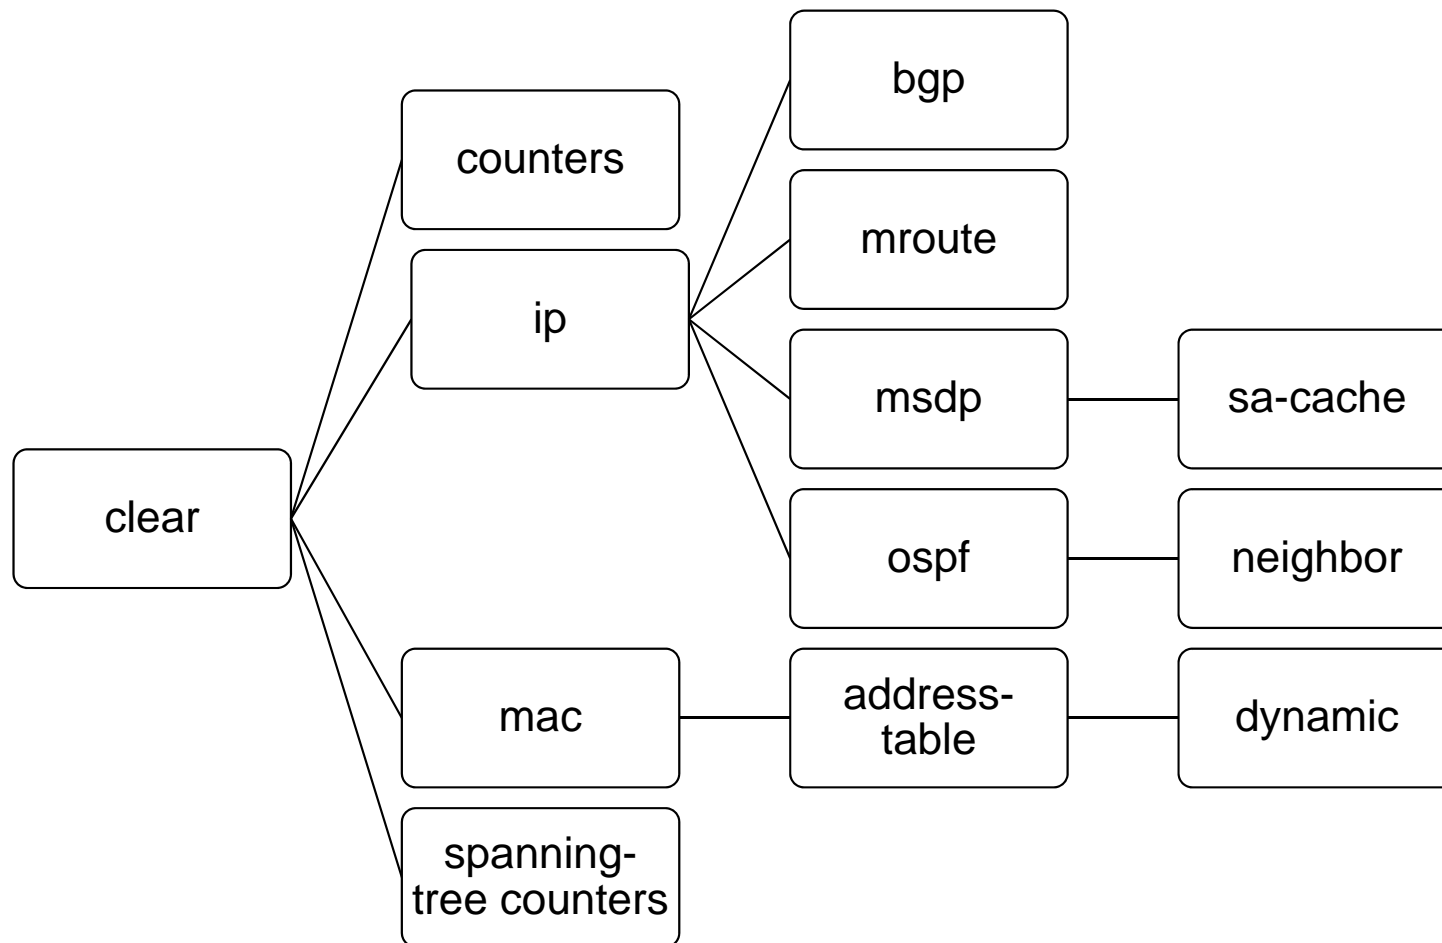 bgp
counters
mroute
ip
msdp
sa-cache
clear
ospf
neighbor
mac
address-
table
dynamic
spanning-
tree counters